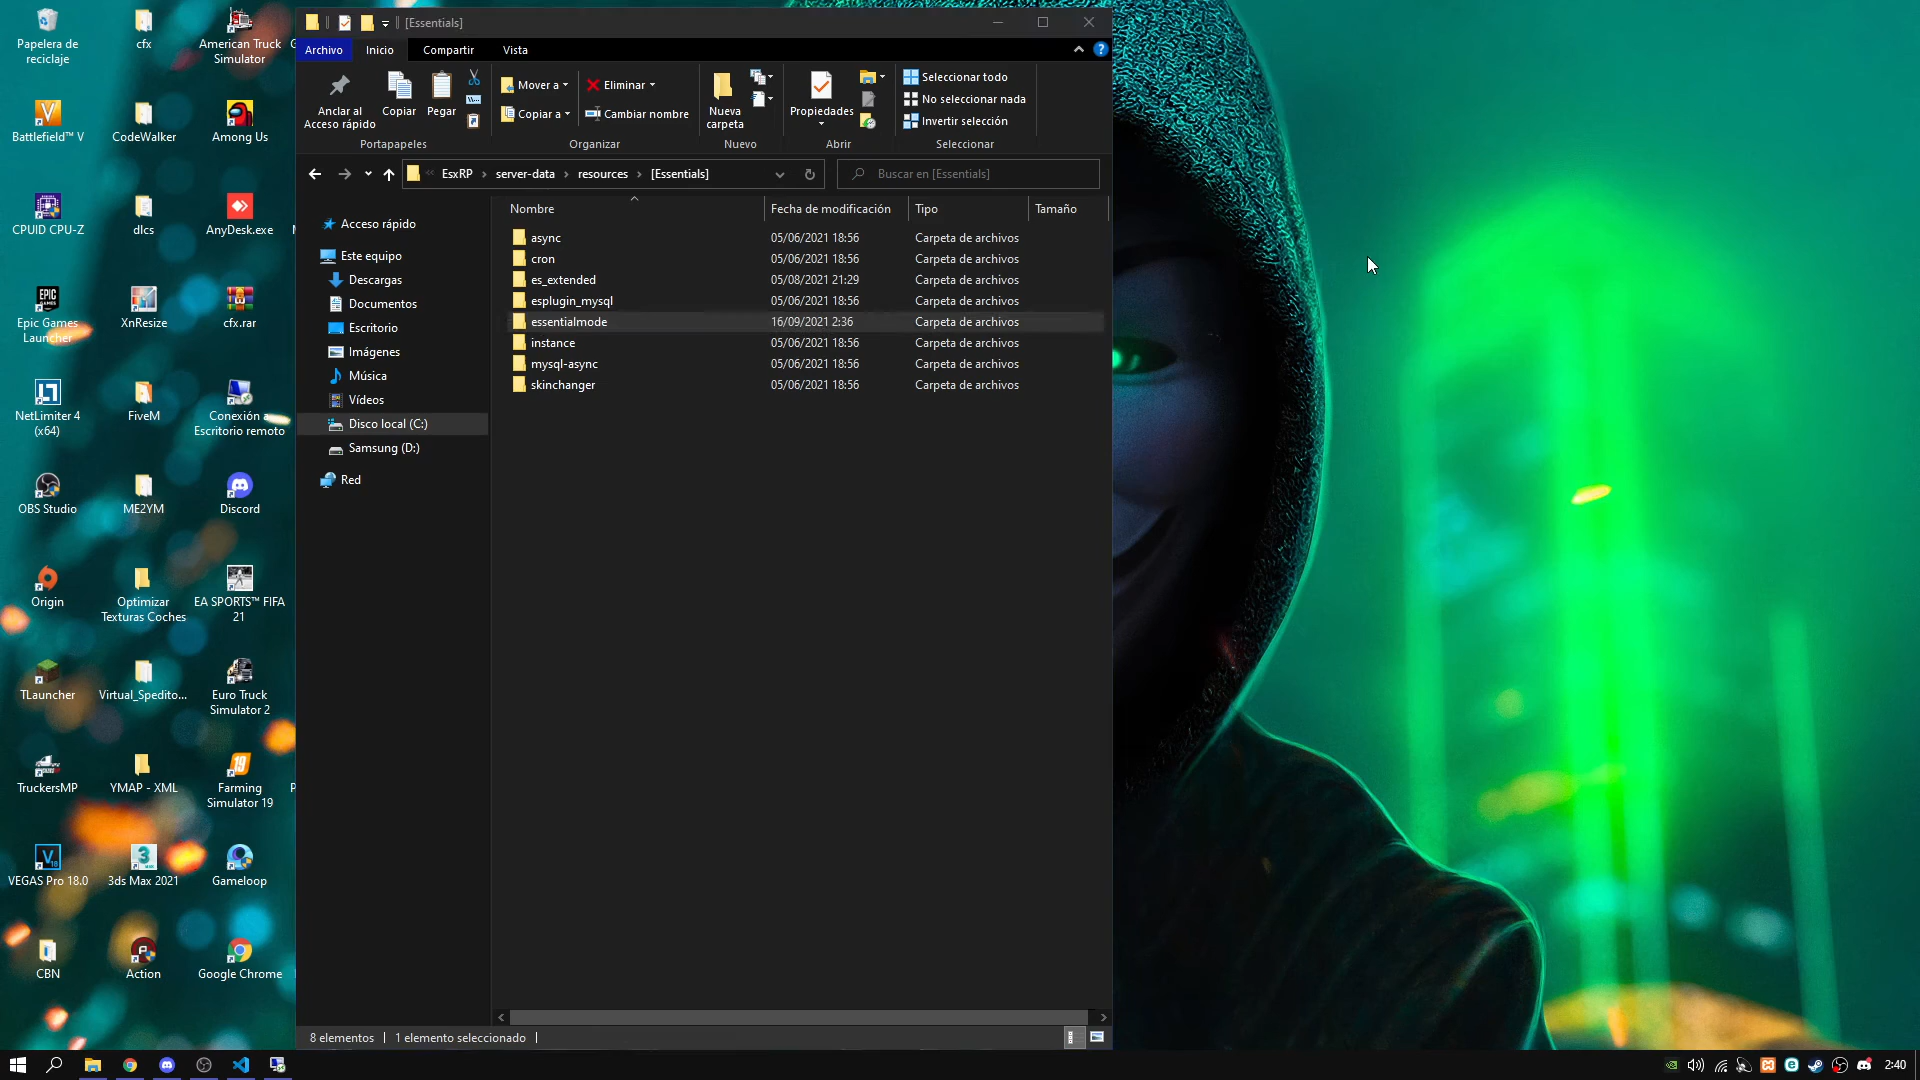 Papelera de
reciclaje
cfx
American Truck
Simulator
Battlefield™ V
CodeWalker
Among Us
CPUID CPU-Z
dlcs
AnyDesk.exe
Epic Games
Launcher
XnResize
cfx.rar
NetLimiter 4
(x64)
FiveM
Conexión a
Escritorio remoto
OBS Studio
ME2YM
Discord
Origin
Optimizar
Texturas Coches
EA SPORTS™ FIFA
21
TLauncher
Virtual_Spedito...
Euro Truck
Simulator 2
TruckersMP
YMAP - XML
Farming
Simulator 19
VEGAS Pro 18.0
3ds Max 2021
Gameloop
CBN
Action
Google Chrome
[Essentials]
Archivo Inicio Compartir Vista
Anclar al
Acceso rápido
Copiar
Pegar
Portapapeles
Mover a
Copiar a
Eliminar
Cambiar nombre
Organizar
Nueva
carpeta
Nuevo
Propiedades
Abrir
Seleccionar todo
No seleccionar nada
Invertir selección
Seleccionar
EsxRP > server-data > resources > [Essentials]
Buscar en [Essentials]
Acceso rápido
Este equipo
Descargas
Documentos
Escritorio
Imágenes
Música
Vídeos
Disco local (C:)
Samsung (D:)
Red
Nombre Fecha de modificación Tipo Tamaño
async 05/06/2021 18:56 Carpeta de archivos
cron 05/06/2021 18:56 Carpeta de archivos
es_extended 05/08/2021 21:29 Carpeta de archivos
esplugin_mysql 05/06/2021 18:56 Carpeta de archivos
essentialmode 16/09/2021 2:36 Carpeta de archivos
instance 05/06/2021 18:56 Carpeta de archivos
mysql-async 05/06/2021 18:56 Carpeta de archivos
skinchanger 05/06/2021 18:56 Carpeta de archivos
8 elementos 1 elemento seleccionado
2:40